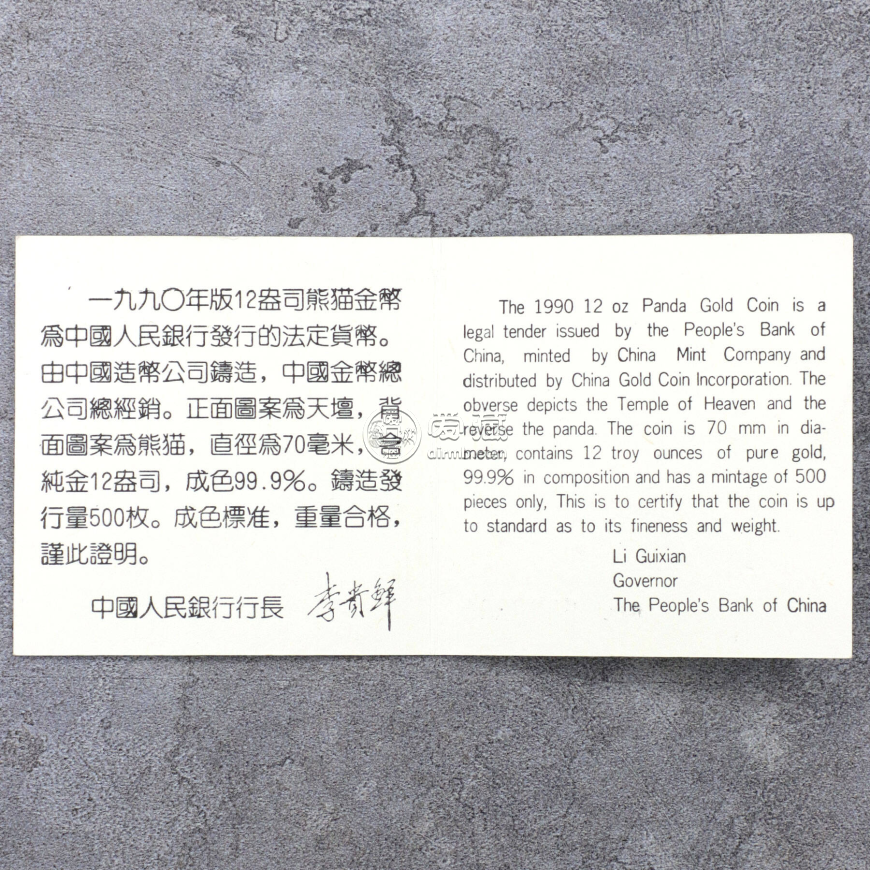 一九九〇年版12盎司熊猫金幣
為中國人民銀行發行的法定貨幣。
由中國造幣公司鑄造，中國金幣總
公司總經銷。正面圖案為天壇，背
面圖案為熊猫，直徑為70毫米，含
純金12盎司，成色99.9%。鑄造發
行量500枚。成色標准，重量合格，
謹此證明。
中國人民銀行行長 李貴鮮
The 1990 12 oz Panda Gold Coin is a
legal tender issued by the People's Bank of
China, minted by China Mint Company and
distributed by China Gold Coin Incorporation. The
obverse depicts the Temple of Heaven and the
reverse the panda. The coin is 70 mm in dia-
meter, contains 12 troy ounces of pure gold,
99.9% in composition and has a mintage of 500
pieces only, This is to certify that the coin is up
to standard as to its fineness and weight.
Li Guixian
Governor
The People's Bank of China